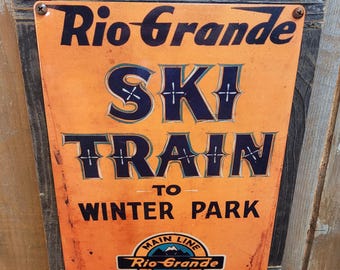 Rio Grande
SKI
TRAIN
TO
WINTER PARK
MAIN LINE
Rio Grande